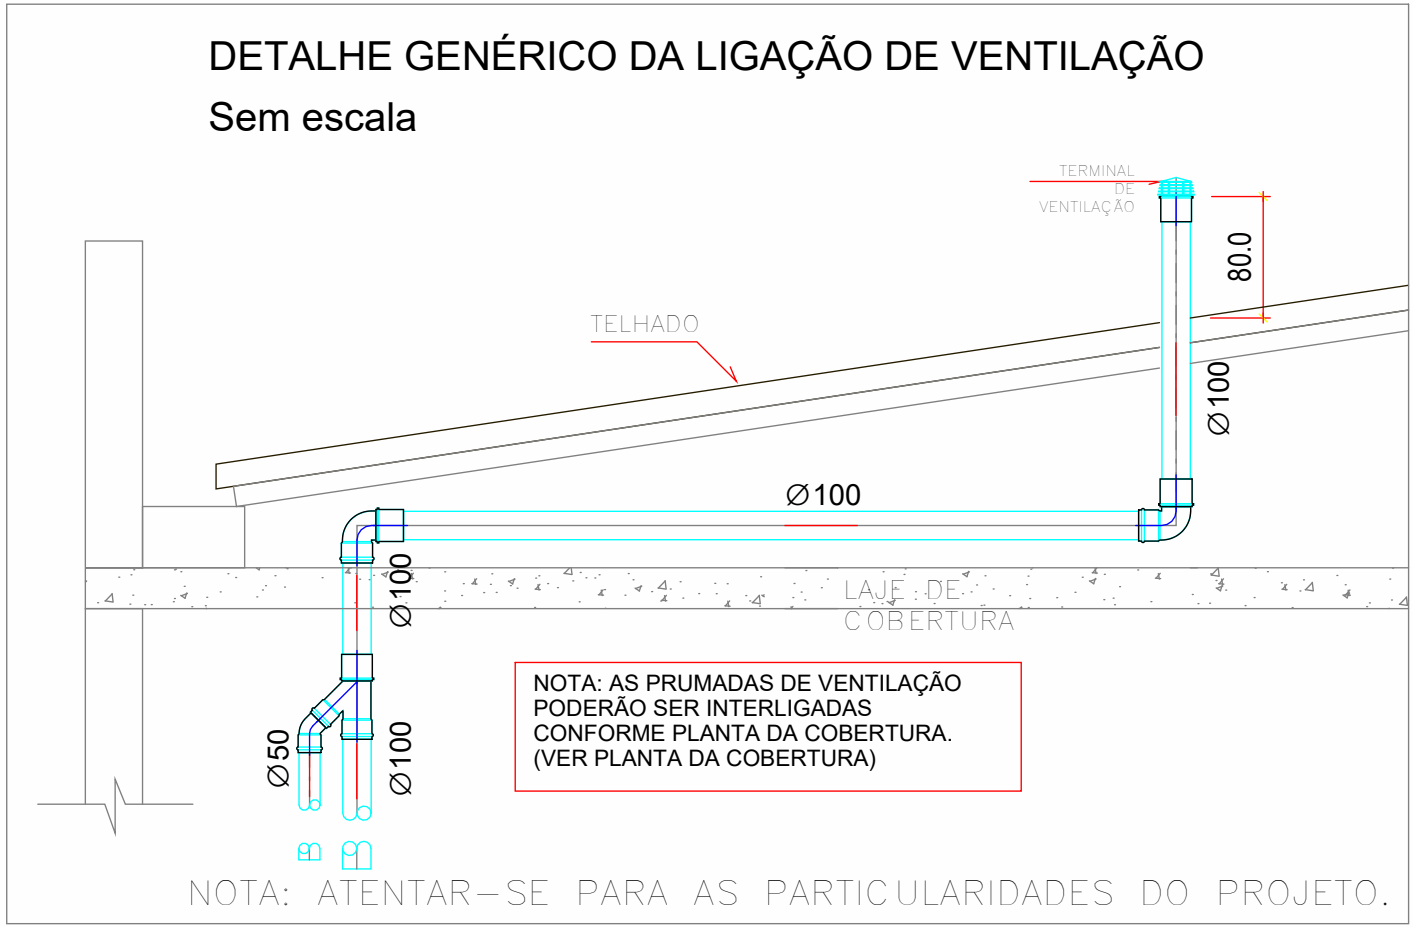 DETALHE GENÉRICO DA LIGAÇÃO DE VENTILAÇÃO
Sem escala
TERMINAL
DE
VENTILAÇÃO
80.0
TELHADO
Ø100
Ø100
Ø100
LAJE DE
COBERTURA
NOTA: AS PRUMADAS DE VENTILAÇÃO
PODERÃO SER INTERLIGADAS
CONFORME PLANTA DA COBERTURA.
(VER PLANTA DA COBERTURA)
Ø50
Ø100
NOTA: ATENTAR-SE PARA AS PARTICULARIDADES DO PROJETO.